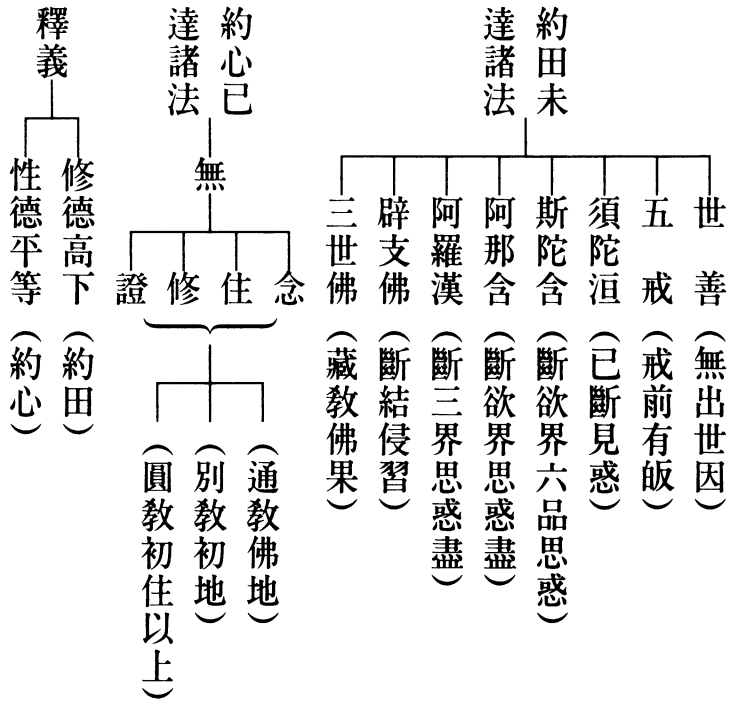 約田未
達諸法
世善(無出世因)
五戒(戒前有皈)
須陀洹(已斷見惑)
斯陀含(斷欲界六品思惑)
阿那含(斷欲界思惑盡)
阿羅漢(斷三界思惑盡)
辟支佛(斷結侵習)
三世佛(藏教佛果)
約心已
達諸法
無
念
住
修
證
(通教佛地)
(別教初地)
(圓教初住以上)
釋義
修德高下(約田)
性德平等(約心)